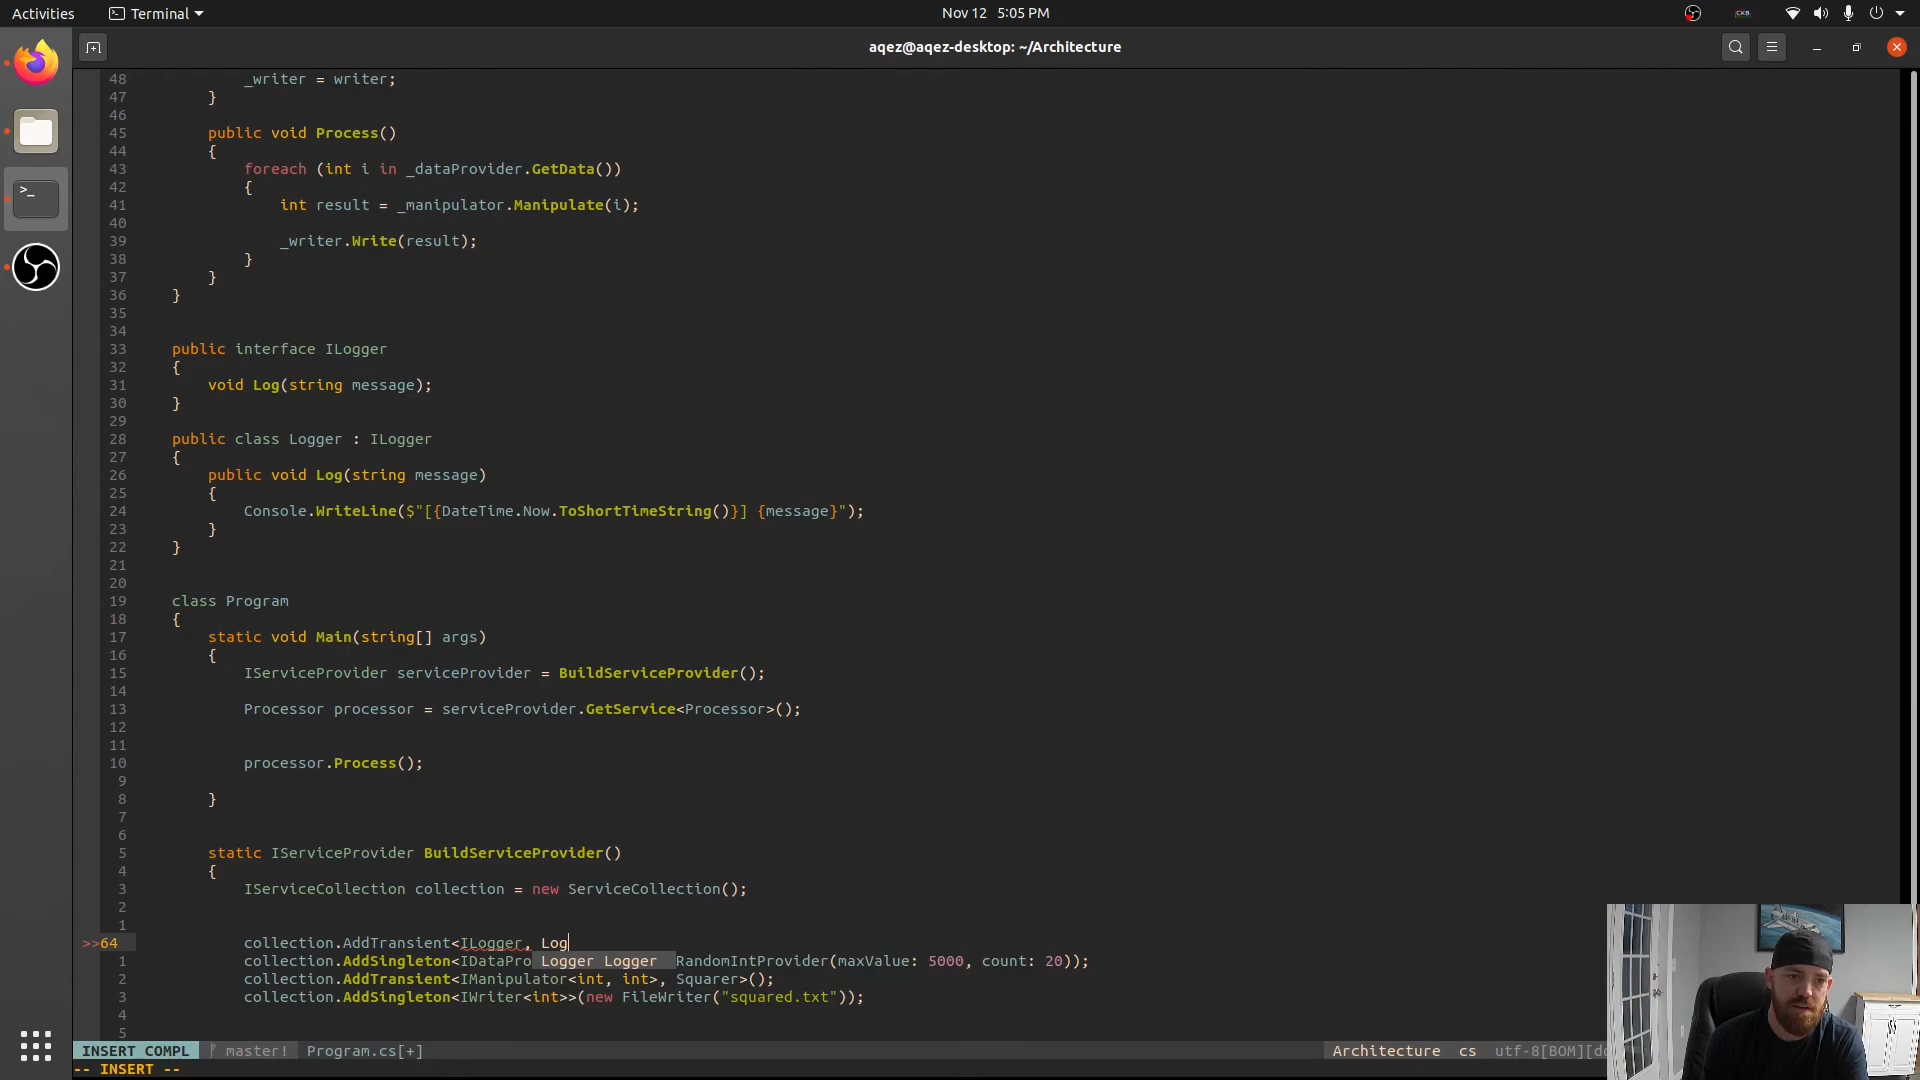 Activities Terminal Nov 12 5:05 PM CKB
aqez@aqez-desktop: ~/Architecture
48 _writer = writer;
47 }
46
45 public void Process()
44 {
43 foreach (int i in _dataProvider.GetData())
42 {
41 int result = _manipulator.Manipulate(i);
40
39 _writer.Write(result);
38 }
37 }
36 }
35
34
33 public interface ILogger
32 {
31 void Log(string message);
30 }
29
28 public class Logger : ILogger
27 {
26 public void Log(string message)
25 {
24 Console.WriteLine($"[{DateTime.Now.ToShortTimeString()}] {message}");
23 }
22 }
21
20
19 class Program
18 {
17 static void Main(string[] args)
16 {
15 IServiceProvider serviceProvider = BuildServiceProvider();
14
13 Processor processor = serviceProvider.GetService<Processor>();
12
11
10 processor.Process();
9
8 }
7
6
5 static IServiceProvider BuildServiceProvider()
4 {
3 IServiceCollection collection = new ServiceCollection();
2
1
>>64 collection.AddTransient<ILogger, Log
1 collection.AddSingleton<IDataPro Logger Logger RandomIntProvider(maxValue: 5000, count: 20));
2 collection.AddTransient<IManipulator<int, int>, Squarer>();
3 collection.AddSingleton<IWriter<int>>(new FileWriter("squared.txt"));
4
5
INSERT COMPL master! Program.cs[+] Architecture cs utf-8[BOM]
-- INSERT --